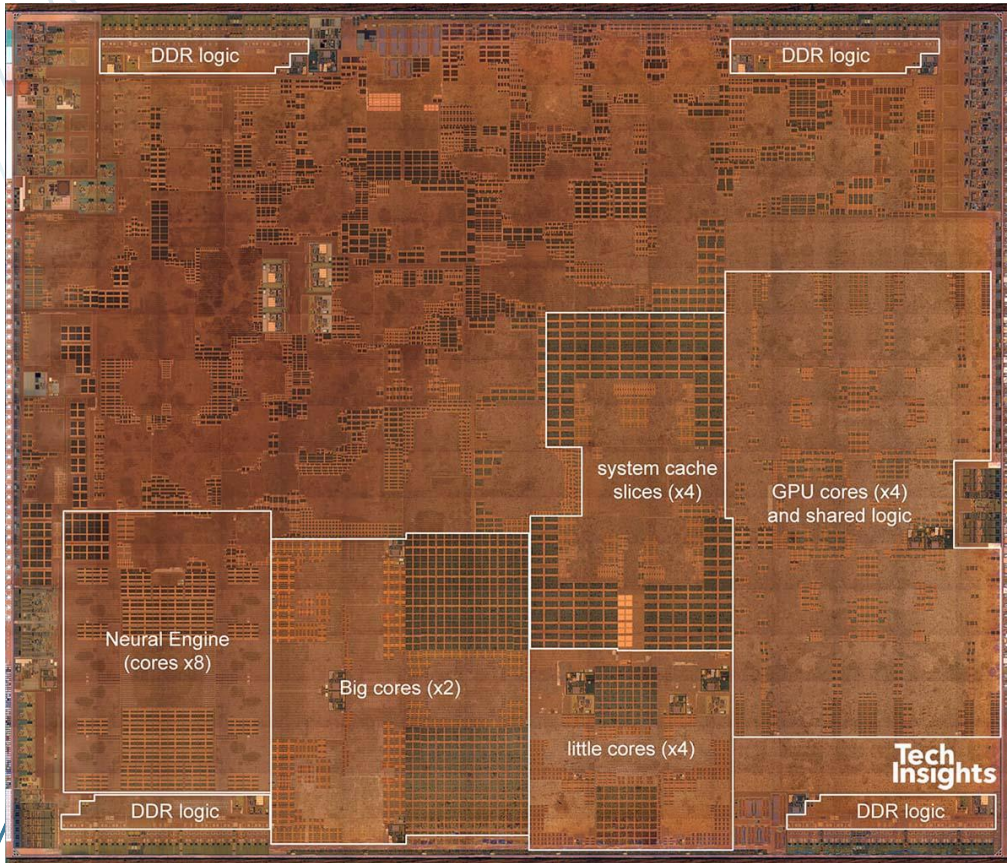 DDR logic
DDR logic
system cache
slices (x4)
GPU cores (x4)
and shared logic
Neural Engine
(cores x8)
Big cores (x2)
little cores (x4)
Tech
Insights
DDR logic
DDR logic